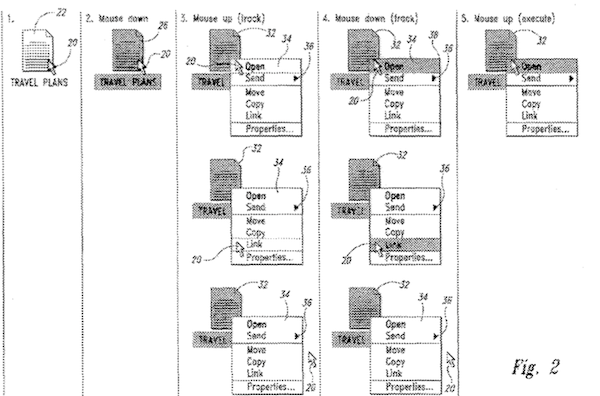 1.
22
20
TRAVEL PLANS
2. Mouse down
26
20
TRAVEL PLANS
3. Mouse up (track)
32
34
36
20
TRAVEL
Open
Send
Move
Copy
Link
Properties...
32
34
36
TRAVEL
Open
Send
Move
Copy
20
Link
Properties...
32
34
36
TRAVEL
Open
Send
Move
Copy
Link
Properties...
20
4. Mouse down (track)
32
34
38
36
20
TRAVEL
Open
Send
Move
Copy
Link
Properties...
32
36
TRAVEL
Open
Send
Move
Copy
20
Link
Properties...
32
34
36
TRAVEL
Open
Send
Move
Copy
Link
Properties...
20
5. Mouse up (execute)
32
TRAVEL
Open
Send
Move
Copy
Link
Properties...
Fig. 2